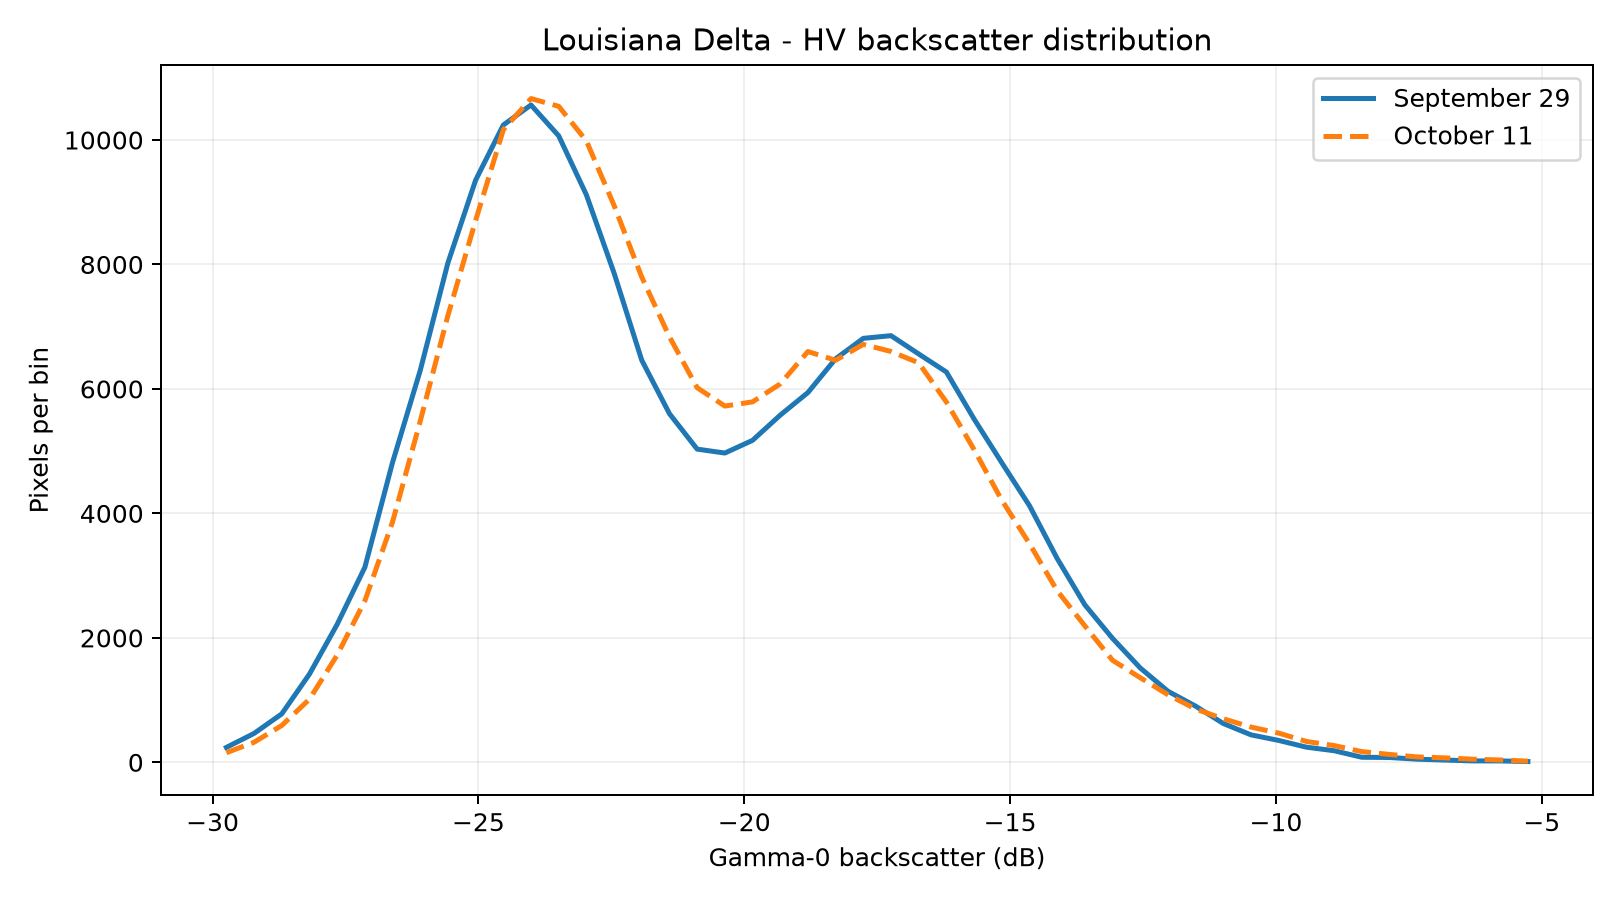 Louisiana Delta - HV backscatter distribution
September 29
October 11
Pixels per bin
10000
8000
6000
4000
2000
0
−30 −25 −20 −15 −10 −5
Gamma-0 backscatter (dB)